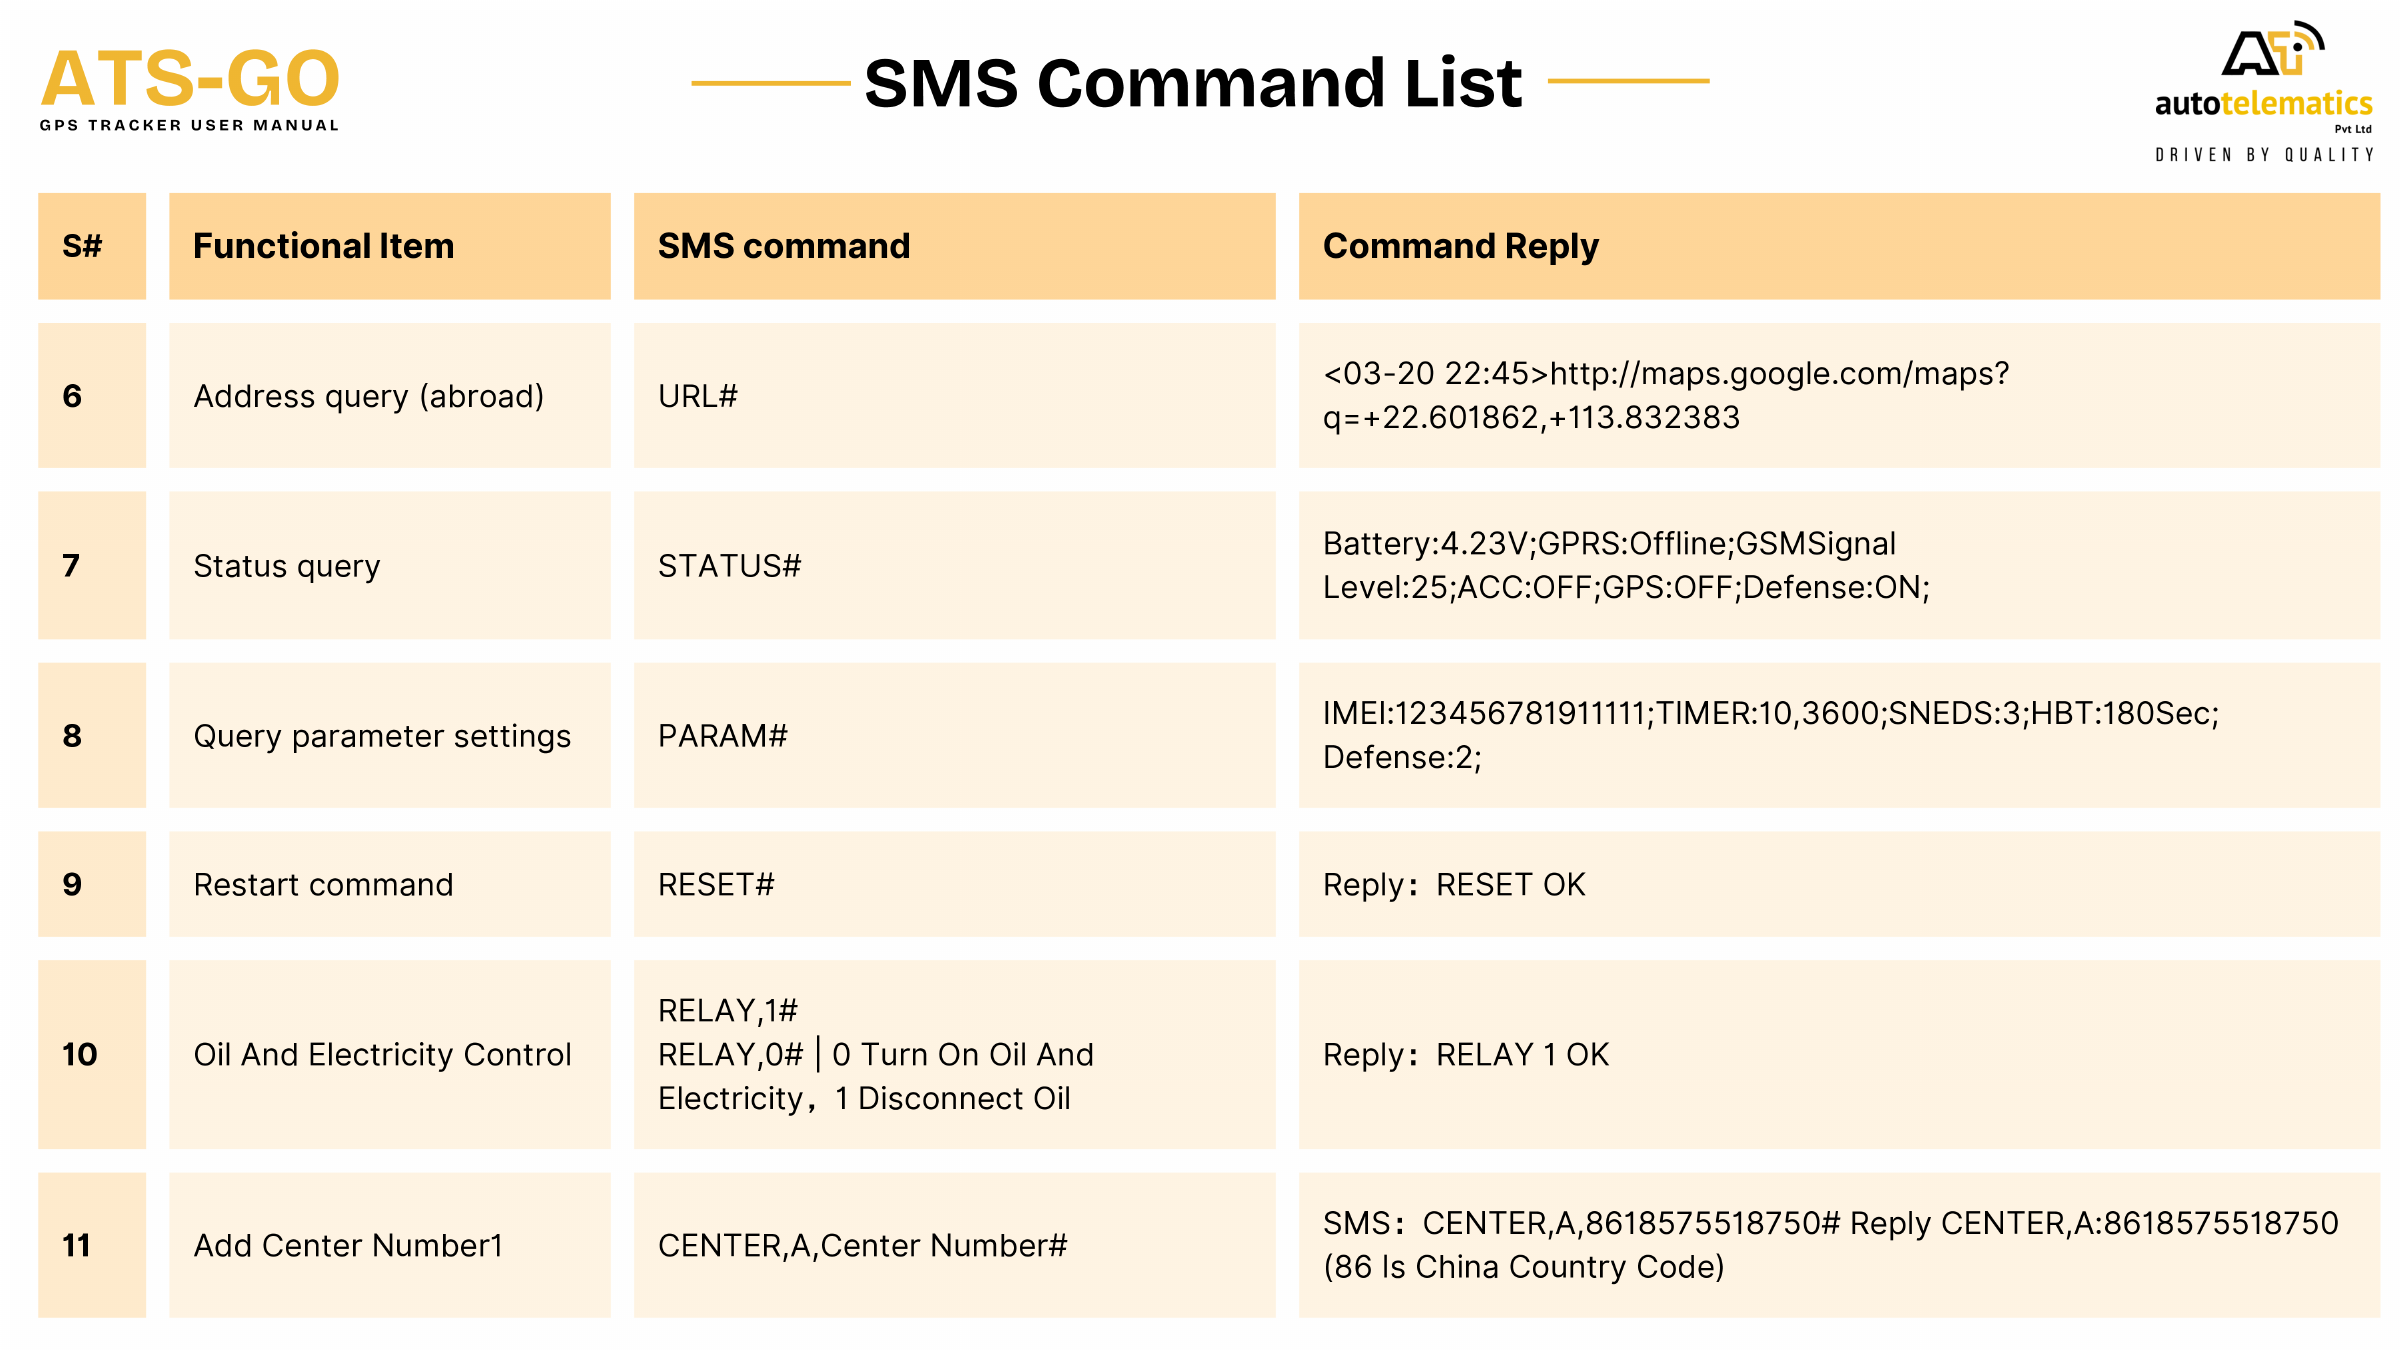 ATS-GO
GPS TRACKER USER MANUAL
SMS Command List
autotelematics
Pvt Ltd
DRIVEN BY QUALITY
S#
Functional Item
SMS command
Command Reply
6
Address query (abroad)
URL#
<03-20 22:45>http://maps.google.com/maps?
q=+22.601862,+113.832383
7
Status query
STATUS#
Battery:4.23V;GPRS:Offline;GSMSignal
Level:25;ACC:OFF;GPS:OFF;Defense:ON;
8
Query parameter settings
PARAM#
IMEI:123456781911111;TIMER:10,3600;SNEDS:3;HBT:180Sec;
Defense:2;
9
Restart command
RESET#
Reply：RESET OK
10
Oil And Electricity Control
RELAY,1#
RELAY,0# | 0 Turn On Oil And
Electricity，1 Disconnect Oil
Reply：RELAY 1 OK
11
Add Center Number1
CENTER,A,Center Number#
SMS：CENTER,A,8618575518750# Reply CENTER,A:8618575518750
(86 Is China Country Code)